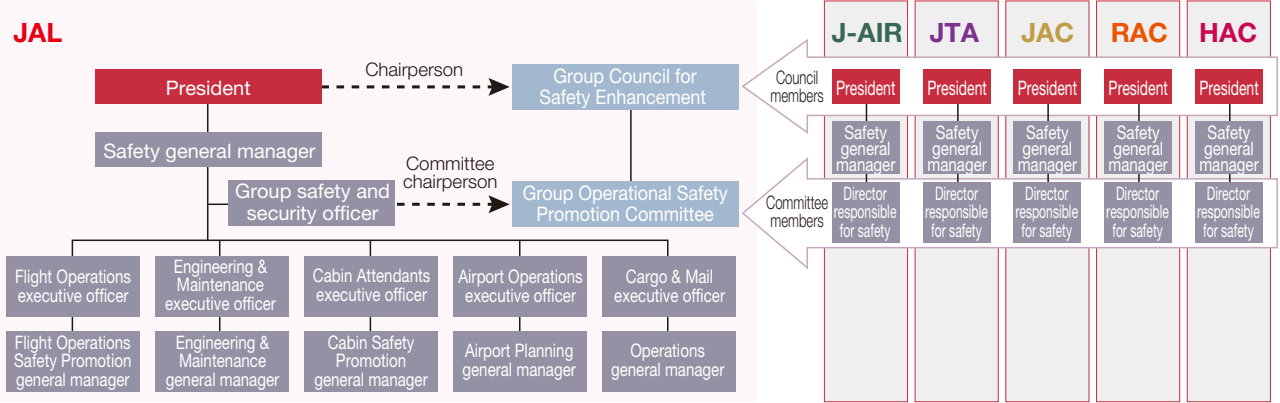 JAL
President
Chairperson
Group Council for
Safety Enhancement
Safety general manager
Group safety and
security officer
Committee
chairperson
Group Operational Safety
Promotion Committee
Flight Operations
executive officer
Engineering &
Maintenance
executive officer
Cabin Attendants
executive officer
Airport Operations
executive officer
Cargo & Mail
executive officer
Flight Operations
Safety Promotion
general manager
Engineering &
Maintenance
general manager
Cabin Safety
Promotion
general manager
Airport Planning
general manager
Operations
general manager
J-AIR
JTA
JAC
RAC
HAC
Council
members
President
President
President
President
President
Safety
general
manager
Safety
general
manager
Safety
general
manager
Safety
general
manager
Safety
general
manager
Committee
members
Director
responsible
for safety
Director
responsible
for safety
Director
responsible
for safety
Director
responsible
for safety
Director
responsible
for safety